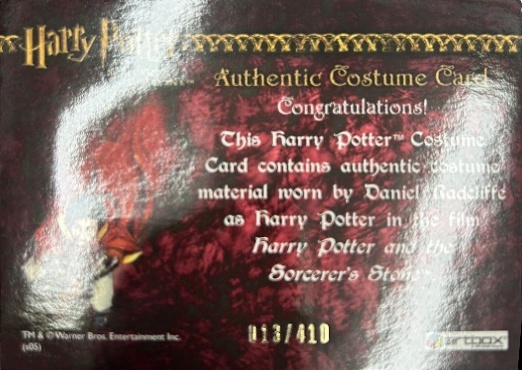 Harry Potter
Authentic Costume Card
Congratulations!
This Harry Potter™ Costume
Card contains authentic costume
material worn by Daniel Radcliffe
as Harry Potter in the film
Harry Potter and the
Sorcerer's Stone™
013/410
TM & © Warner Bros. Entertainment Inc.
(s05)
artbox